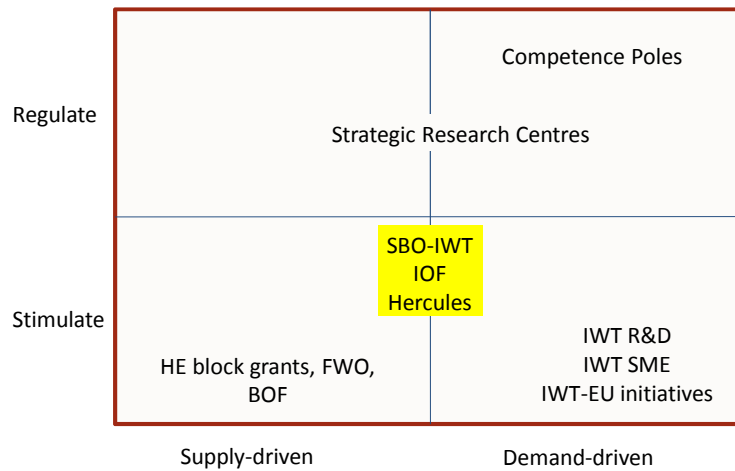 Competence Poles
Regulate
Strategic Research Centres
SBO-IWT
IOF
Hercules
Stimulate
IWT R&D
HE block grants, FWO,
IWT SME
BOF
IWT-EU initiatives
Supply-driven
Demand-driven